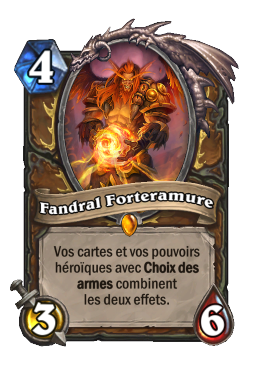 4
Fandral Forteramure
Vos cartes et vos pouvoirs
héroïques avec Choix des
armes combinent
les deux effets.
3
6